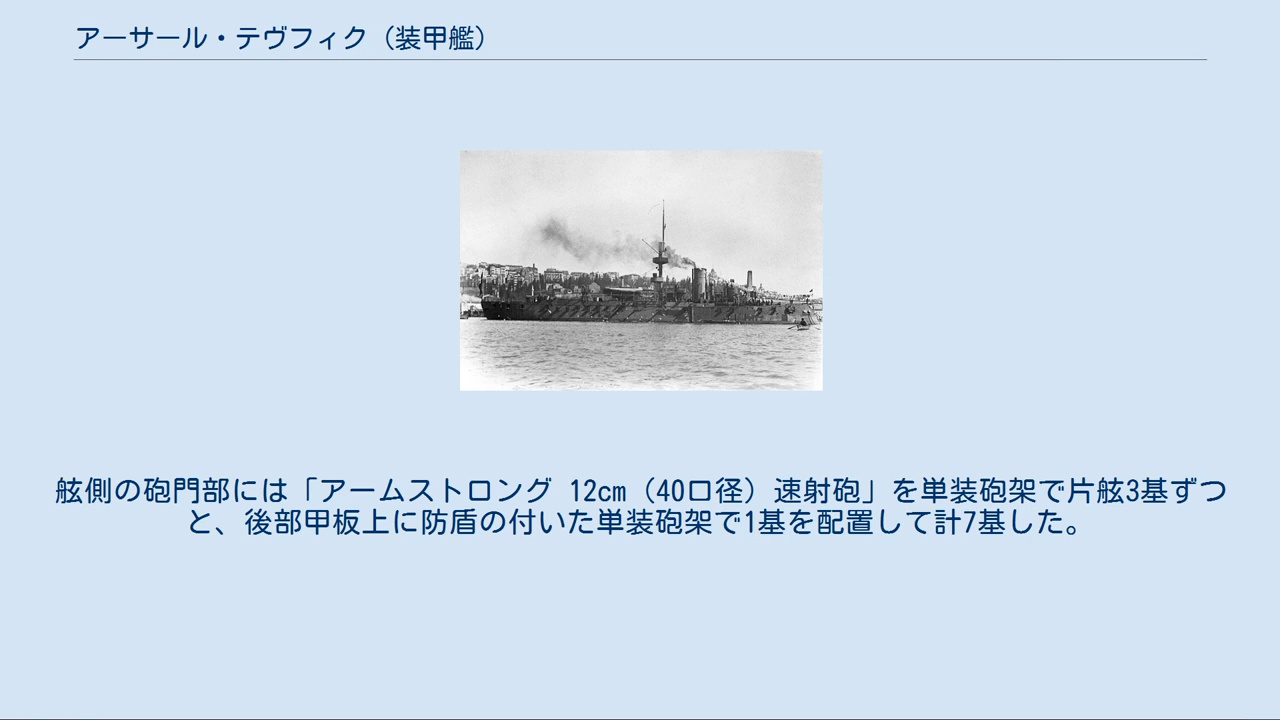 アーサール・テヴフィク（装甲艦）
舷側の砲門部には「アームストロング 12cm（40口径）速射砲」を単装砲架で片舷3基ずつ
と、後部甲板上に防盾の付いた単装砲架で1基を配置して計7基した。